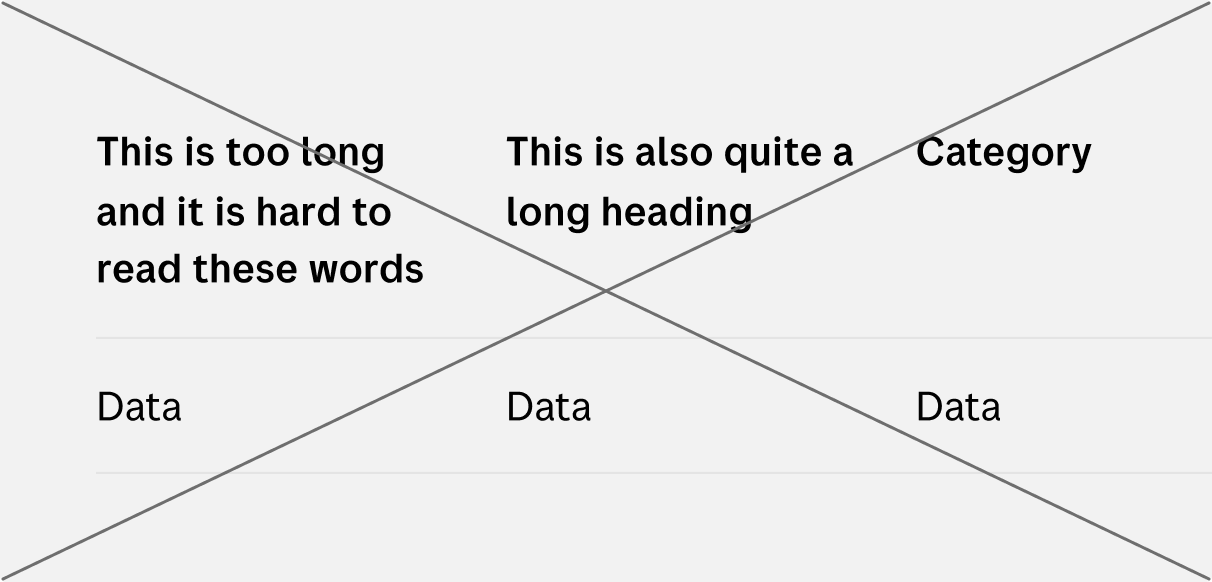 This is too long
and it is hard to
read these words
This is also quite a
long heading
Category
Data
Data
Data